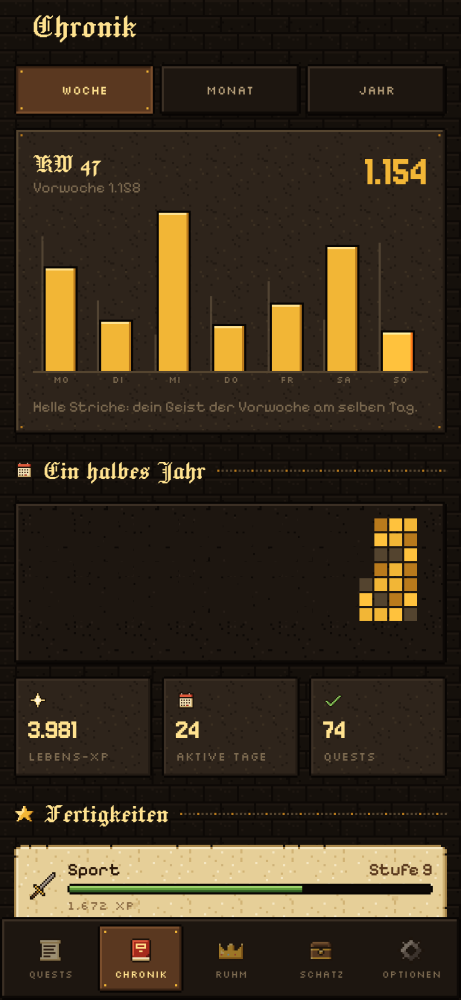 Chronik
WOCHE MONAT JAHR
KW 47
1.154
Vorwoche 1.188
MO DI MI DO FR SA SO
Helle Striche: dein Geist der Vorwoche am selben Tag.
Ein halbes Jahr
3.981 24 74
LEBENS-XP AKTIVE TAGE QUESTS
Fertigkeiten
Sport Stufe 9
1.672 XP
QUESTS CHRONIK RUHM SCHATZ OPTIONEN